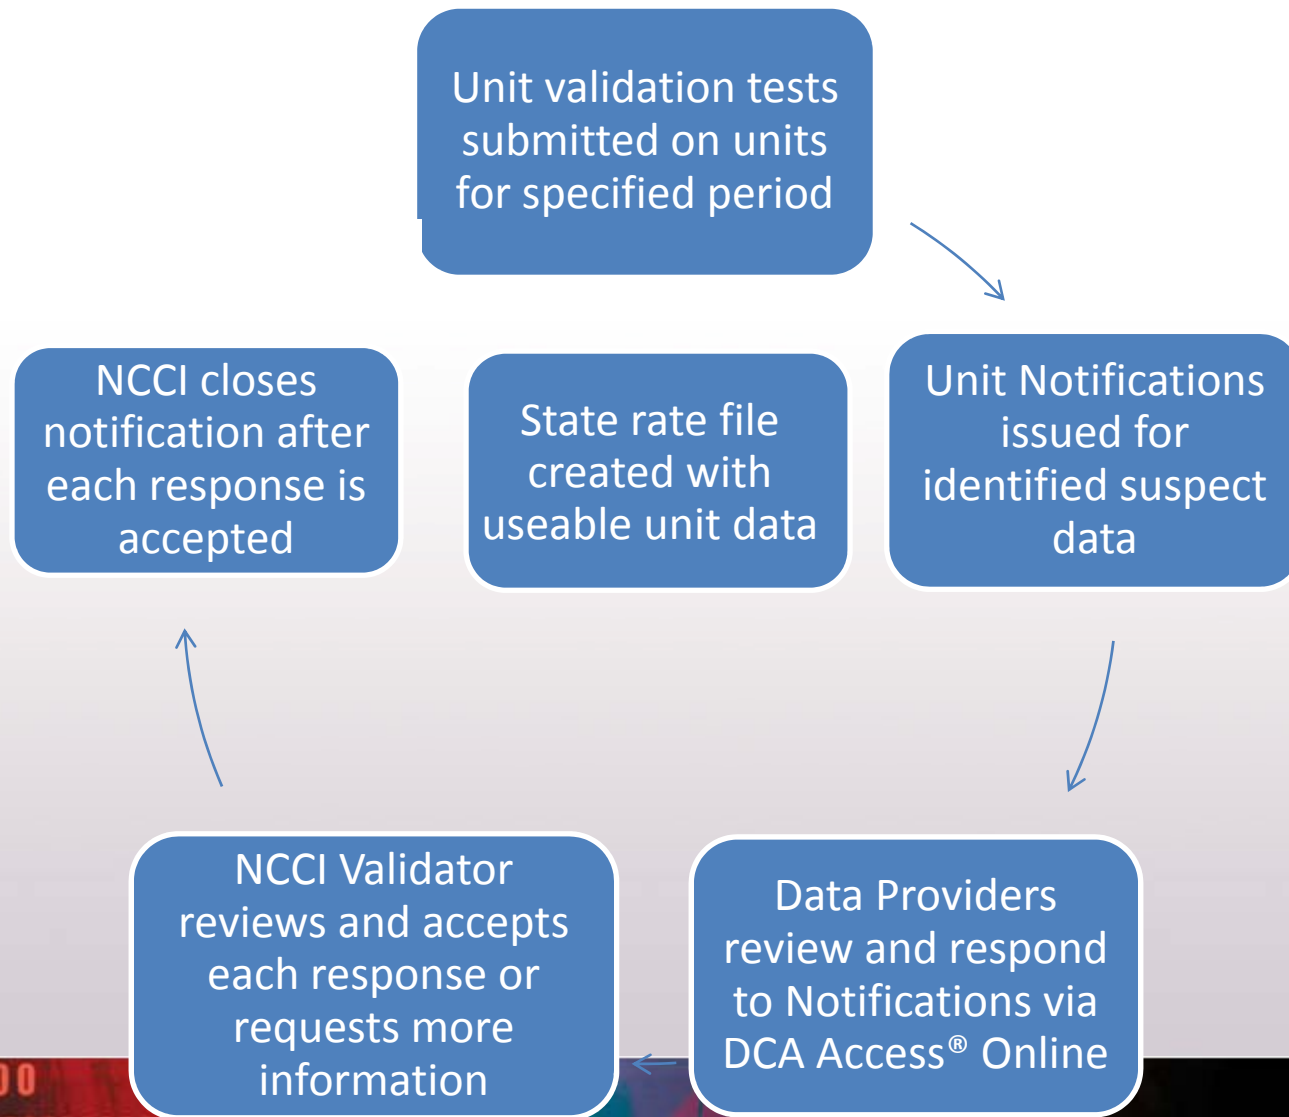 Unit validation tests
submitted on units
for specified period
NCCI closes
notification after
each response is
accepted
State rate file
created with
useable unit data
Unit Notifications
issued for
identified suspect
data
NCCI Validator
reviews and accepts
each response or
requests more
information
Data Providers
review and respond
to Notifications via
DCA Access® Online
00